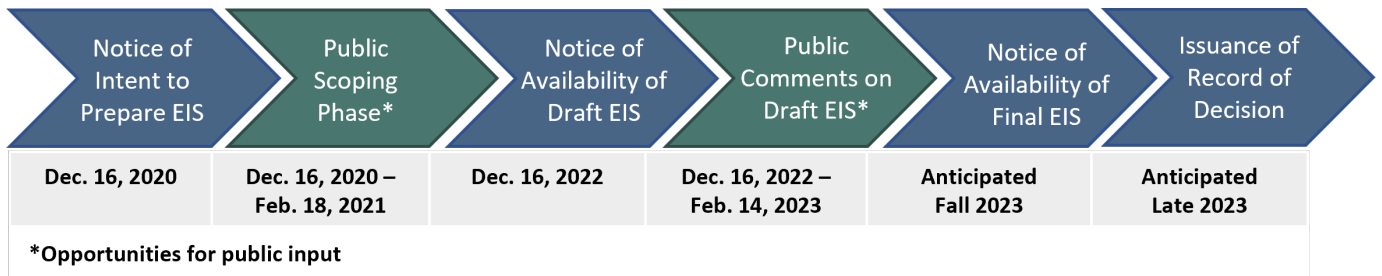 Notice of
Intent to
Prepare EIS
Public
Scoping
Phase*
Notice of
Availability of
Draft EIS
Public
Comments on
Draft EIS*
Notice of
Availability of
Final EIS
Issuance of
Record of
Decision
Dec. 16, 2020
Dec. 16, 2020 –
Feb. 18, 2021
Dec. 16, 2022
Dec. 16, 2022 –
Feb. 14, 2023
Anticipated
Fall 2023
Anticipated
Late 2023
*Opportunities for public input